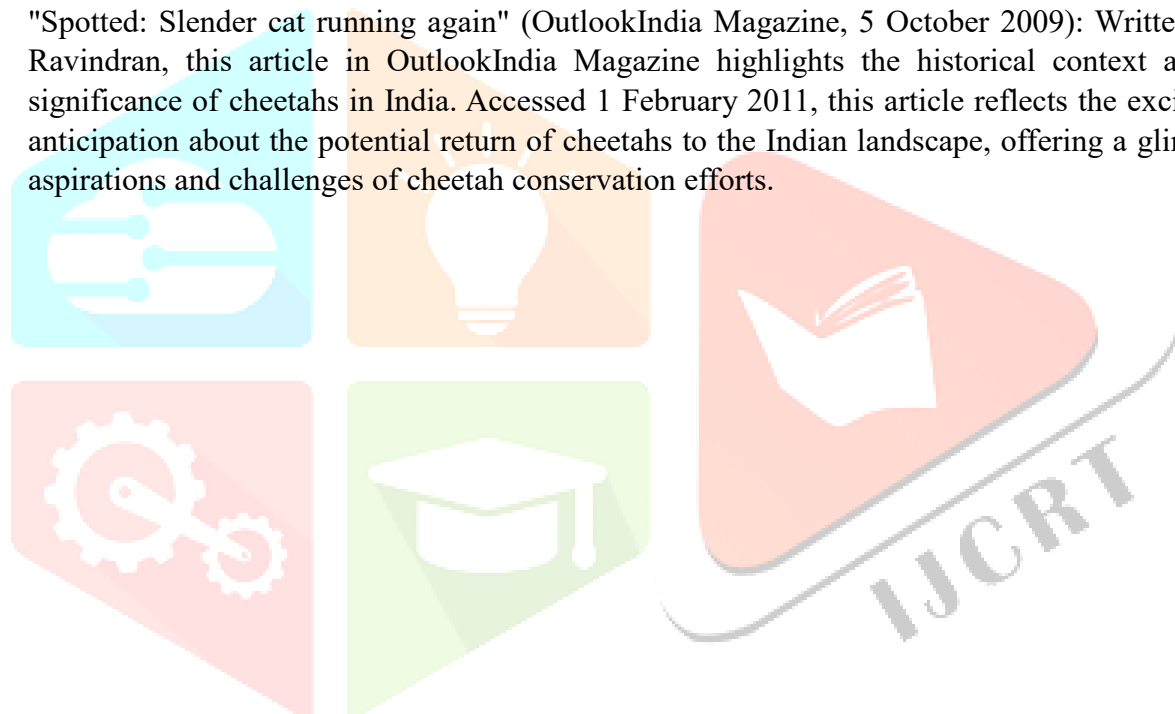 "Spotted: Slender cat running again" (OutlookIndia Magazine, 5 October 2009):
Ravindran, this article in OutlookIndia Magazine highlights the historical context
significance of cheetahs in India. Accessed 1 February 2011, this article reflects the
anticipation about the potential return of cheetahs to the Indian landscape, offering a
aspirations and challenges of cheetah conservation efforts.
IJCRT